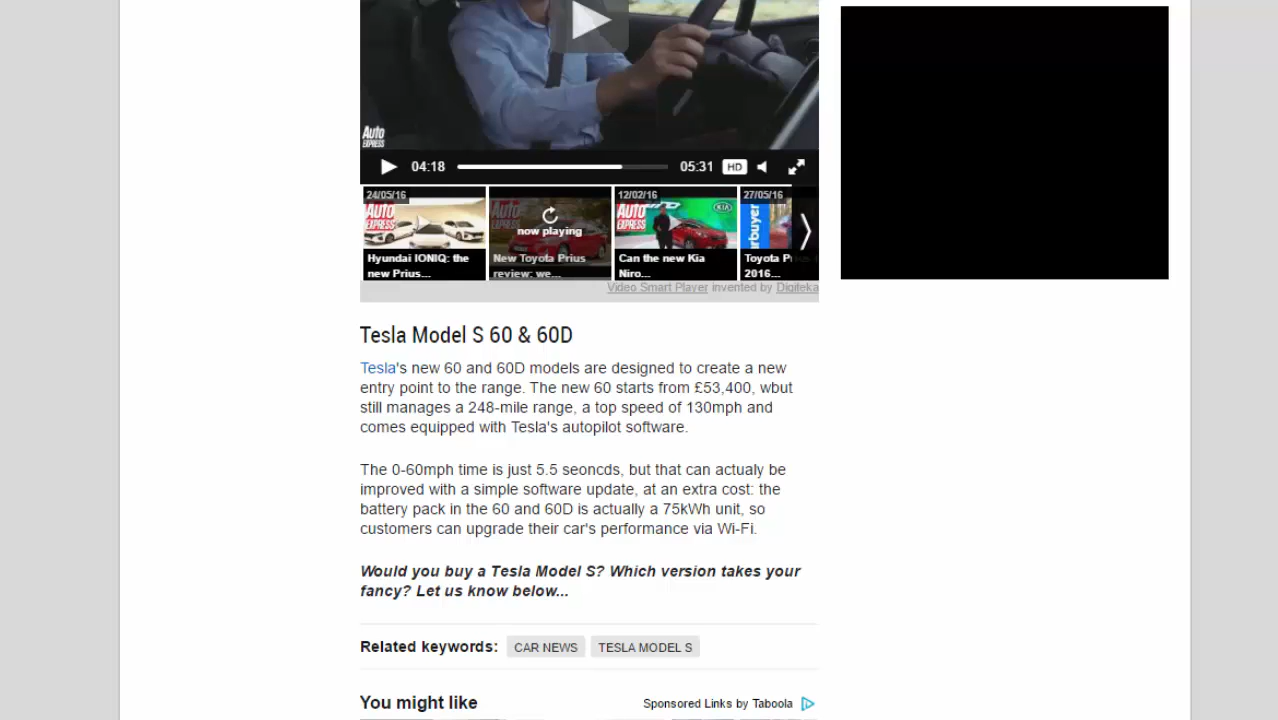 Auto
EXPRESS
04:18
05:31
HD
24/05/16
12/02/16
27/05/16
AUTO
EXPRESS
AUTO
EXPRESS
now playing
AUTO
EXPRESS
KIA
carbuyer
Hyundai IONIQ: the
new Prius...
New Toyota Prius
review: we...
Can the new Kia
Niro...
Toyota P
2016...
Video Smart Player invented by Digiteka
Tesla Model S 60 & 60D
Tesla's new 60 and 60D models are designed to create a new
entry point to the range. The new 60 starts from £53,400, wbut
still manages a 248-mile range, a top speed of 130mph and
comes equipped with Tesla's autopilot software.
The 0-60mph time is just 5.5 seoncds, but that can actualy be
improved with a simple software update, at an extra cost: the
battery pack in the 60 and 60D is actually a 75kWh unit, so
customers can upgrade their car's performance via Wi-Fi.
Would you buy a Tesla Model S? Which version takes your
fancy? Let us know below...
Related keywords: CAR NEWS TESLA MODEL S
You might like
Sponsored Links by Taboola